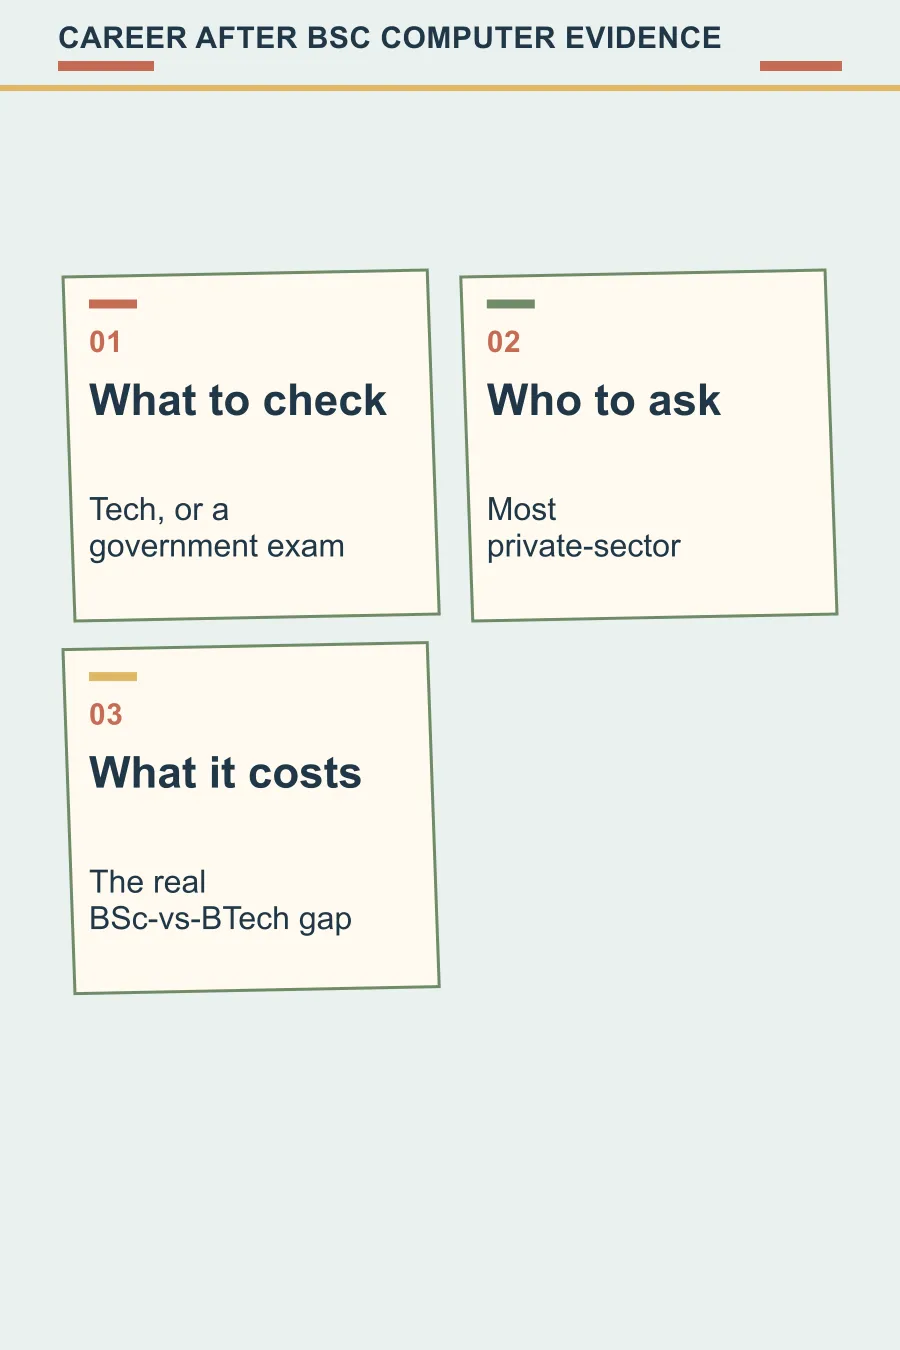 CAREER AFTER BSC COMPUTER EVIDENCE
01
What to check
Tech, or a
government exam
02
Who to ask
Most
private-sector
03
What it costs
The real
BSc-vs-BTech gap